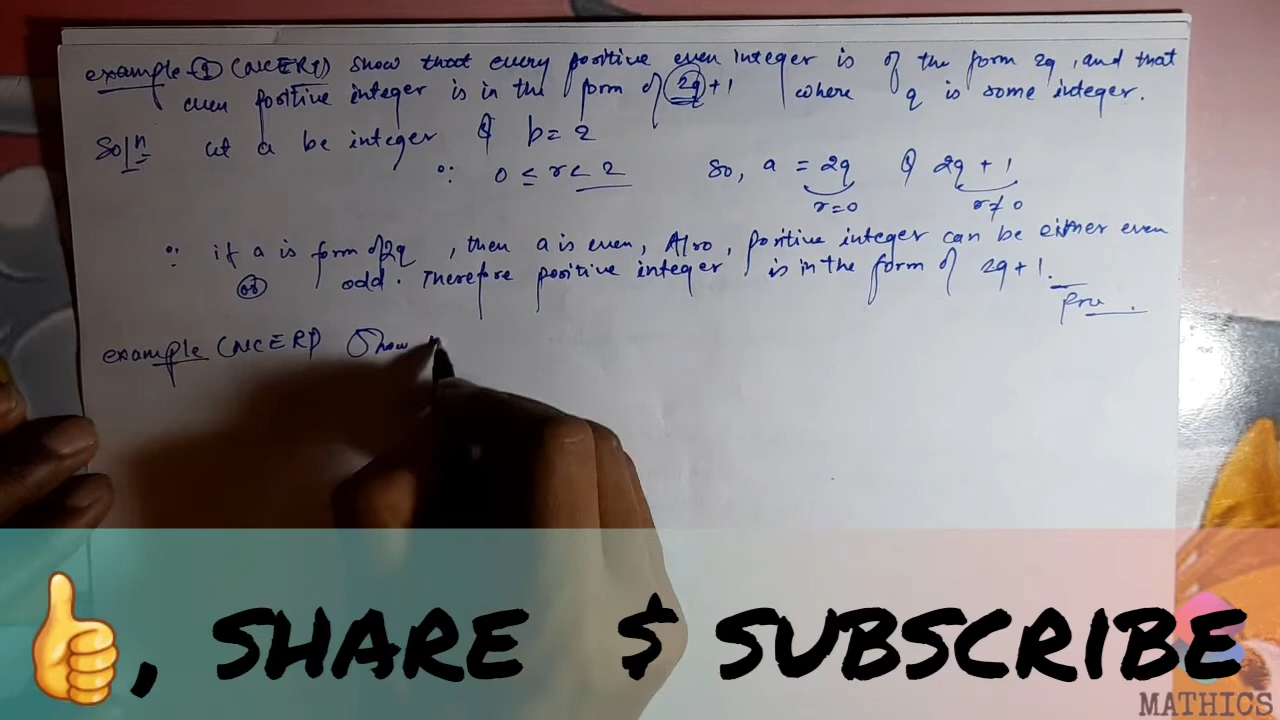 example (1) (NCERT) show that every positive even integer is of the form 2q, and that
even positive integer is in the form of 2q + 1 where q is some integer.
Sol n = let a be integer & b = 2
∵ 0 ≤ r < 2 So, a = 2q & 2q + 1
r = 0 r ≠ 0
∵ if a is form of 2q, then a is even, Also, positive integer can be either even
or odd. Therefore positive integer is in the form of 2q + 1.
example (NCERT) Show
👍, SHARE $ SUBSCRIBE
MATHICS